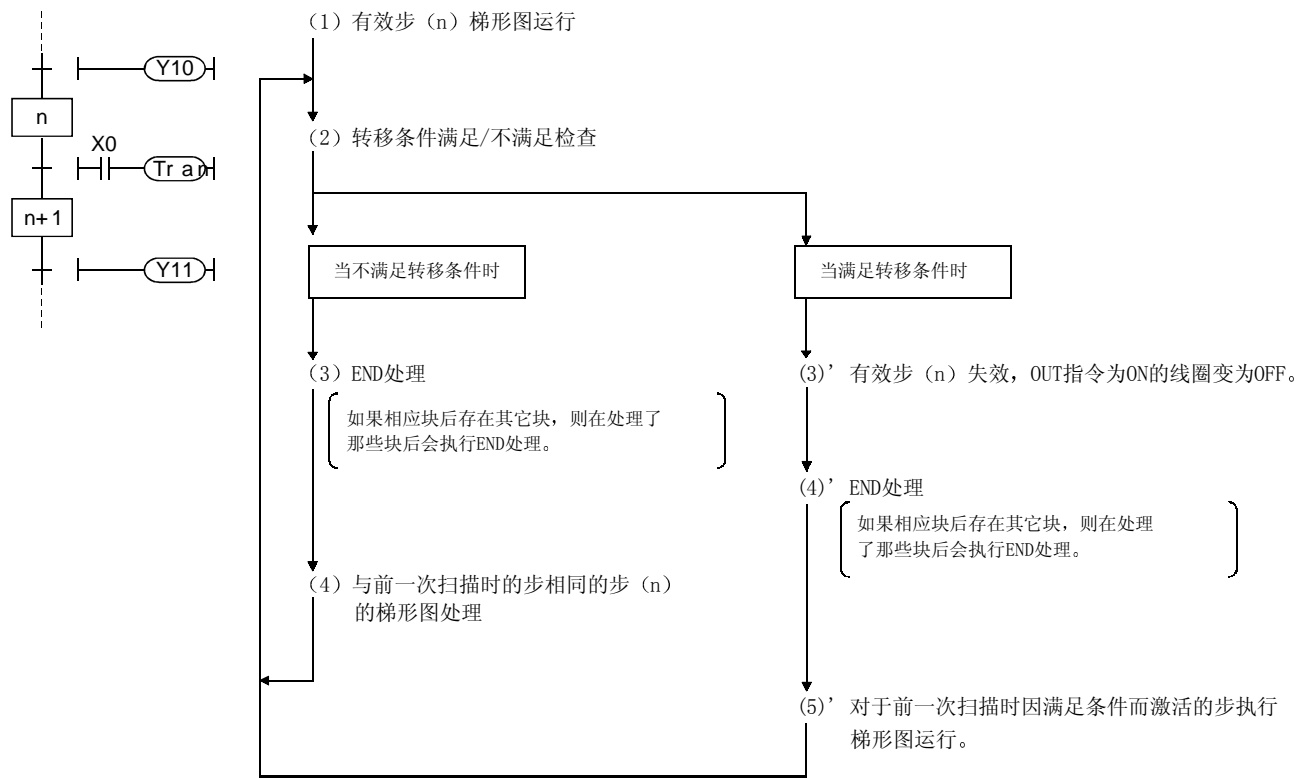 (1) 有效步（n）梯形图运行
Y10
n
(2) 转移条件满足/不满足检查
X0
Tr an
n+1
Y11
当不满足转移条件时
当满足转移条件时
(3) END处理
如果相应块后存在其它块，则在处理了
那些块后会执行END处理。
(3)’ 有效步（n）失效，OUT指令为ON的线圈变为OFF。
(4)’ END处理
如果相应块后存在其它块，则在处理
了那些块后会执行END处理。
(4) 与前一次扫描时的步相同的步（n）
的梯形图处理
(5)’ 对于前一次扫描时因满足条件而激活的步执行
梯形图运行。